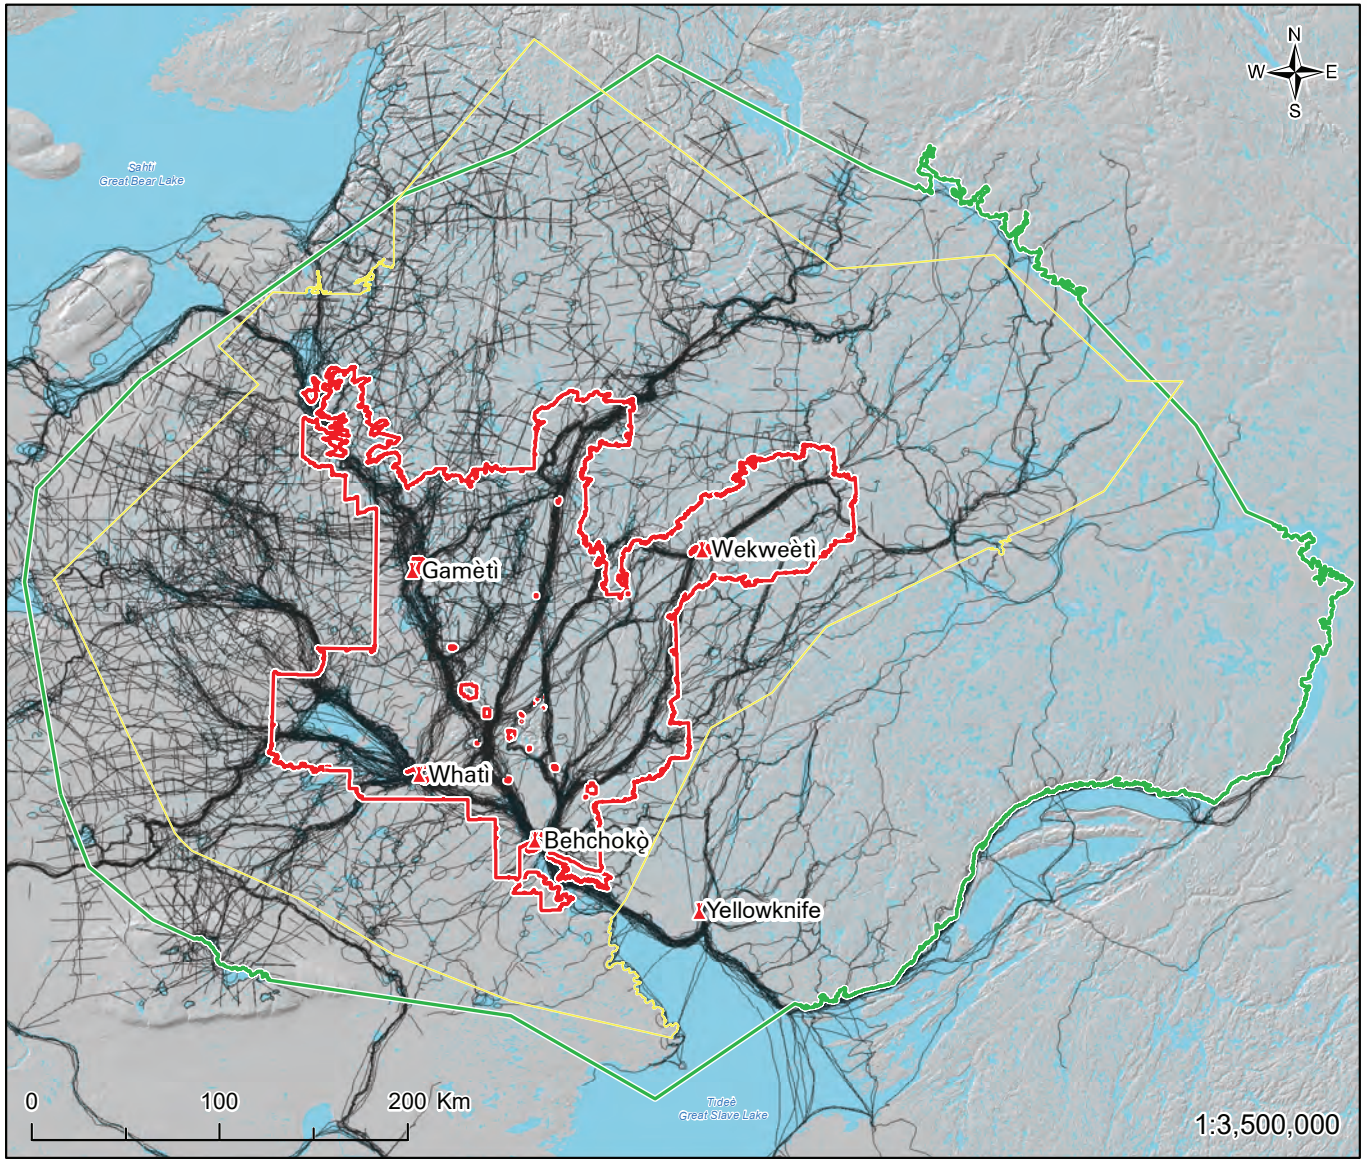 N
W E
S
Sahtì
Great Bear Lake
Wekweètì
Gamètì
Whatì
Behchokǫ̀
Yellowknife
0 100 200 Km
Tıdeè
Great Slave Lake
1:3,500,000